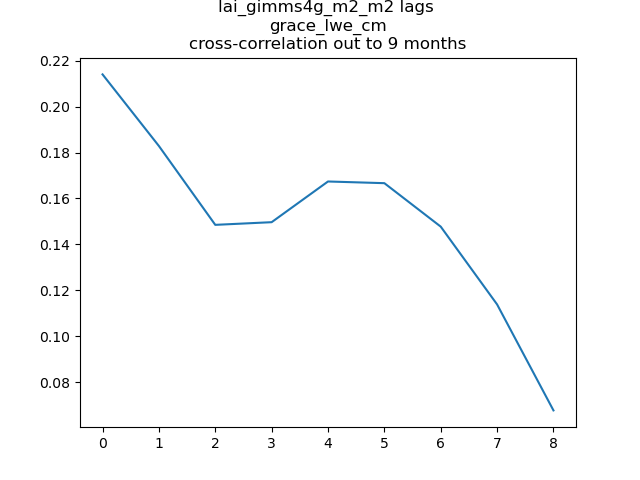 lai_gimms4g_m2_m2 lags
grace_lwe_cm
cross-correlation out to 9 months
0.22
0.20
0.18
0.16
0.14
0.12
0.10
0.08
0 1 2 3 4 5 6 7 8